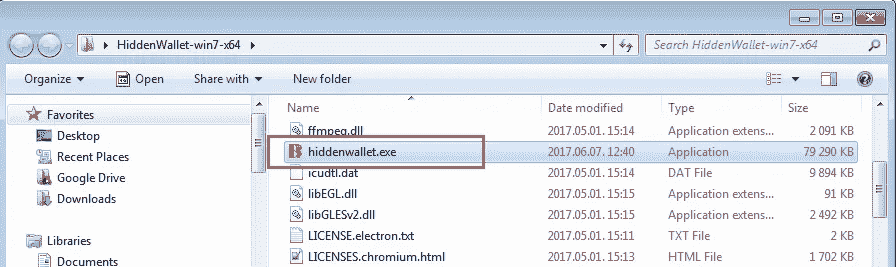 HiddenWallet-win7-x64
Search HiddenWallet-win7-x64
Organize Open Share with New folder
Favorites
Desktop
Recent Places
Google Drive
Downloads
Libraries
Documents
Name Date modified Type Size
ffmpeg.dll 2017.05.01. 15:14 Application extens... 2 091 KB
hiddenwallet.exe 2017.06.07. 12:40 Application 79 290 KB
icudtl.dat 2017.05.01. 15:14 DAT File 9 894 KB
libEGL.dll 2017.05.01. 15:14 Application extens... 91 KB
libGLESv2.dll 2017.05.01. 15:14 Application extens... 2 492 KB
LICENSE.electron.txt 2017.05.01. 15:11 TXT File 2 KB
LICENSES.chromium.html 2017.05.01. 15:13 HTML File 1 702 KB